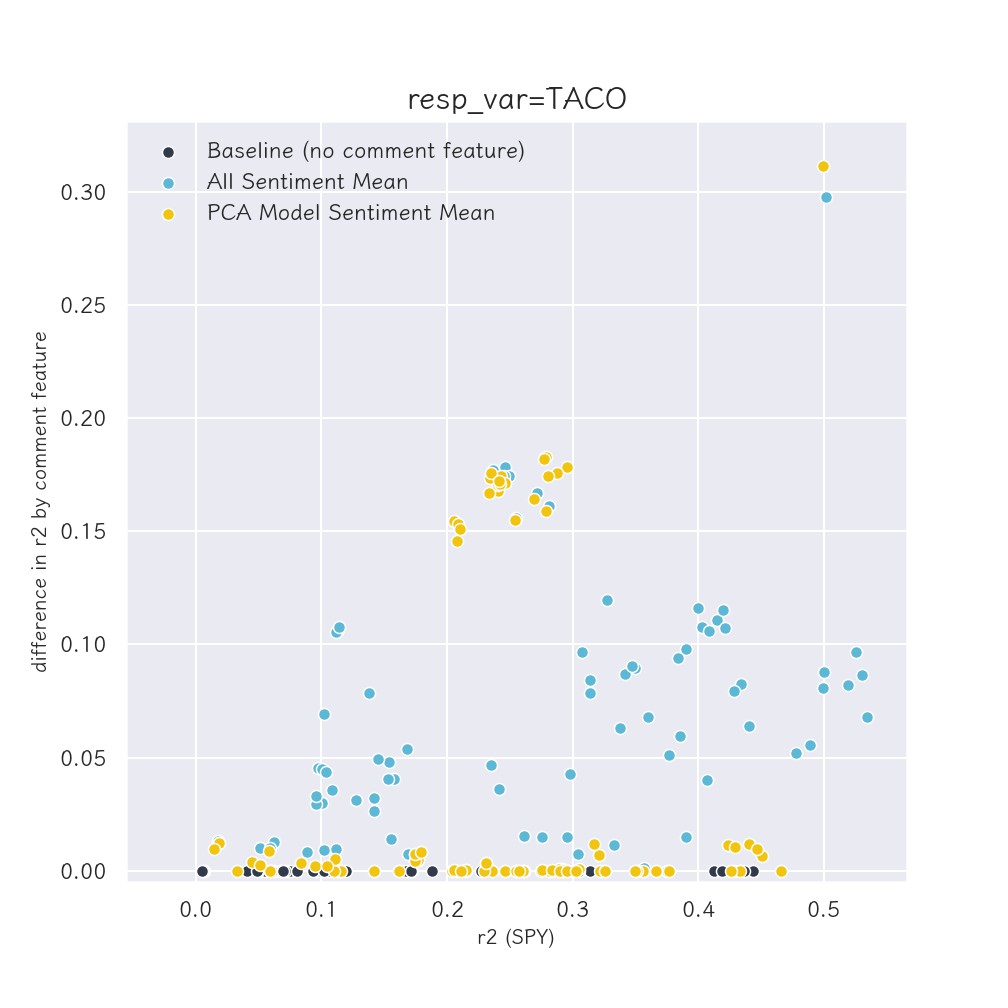 resp_var=TACO
Baseline (no comment feature)
All Sentiment Mean
PCA Model Sentiment Mean
difference in r2 by comment feature
0.30
0.25
0.20
0.15
0.10
0.05
0.00
0.0 0.1 0.2 0.3 0.4 0.5
r2 (SPY)